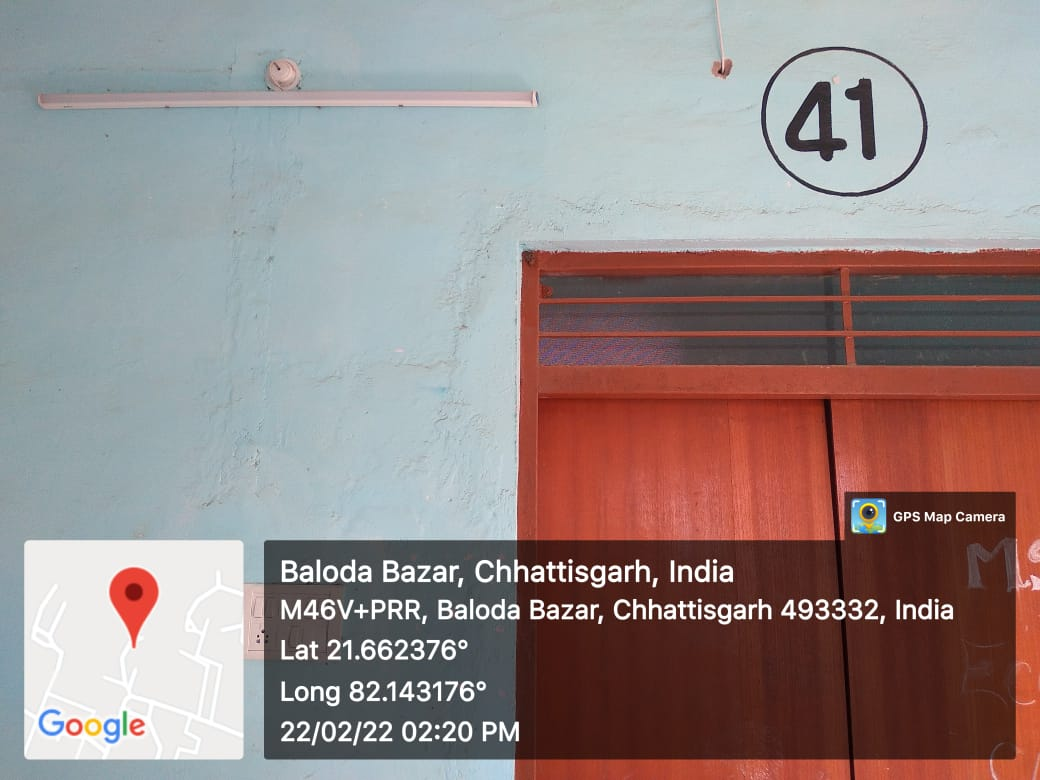 41
GPS Map Camera
Baloda Bazar, Chhattisgarh, India
M46V+PRR, Baloda Bazar, Chhattisgarh 493332, India
Lat 21.662376°
Long 82.143176°
22/02/22 02:20 PM
Google